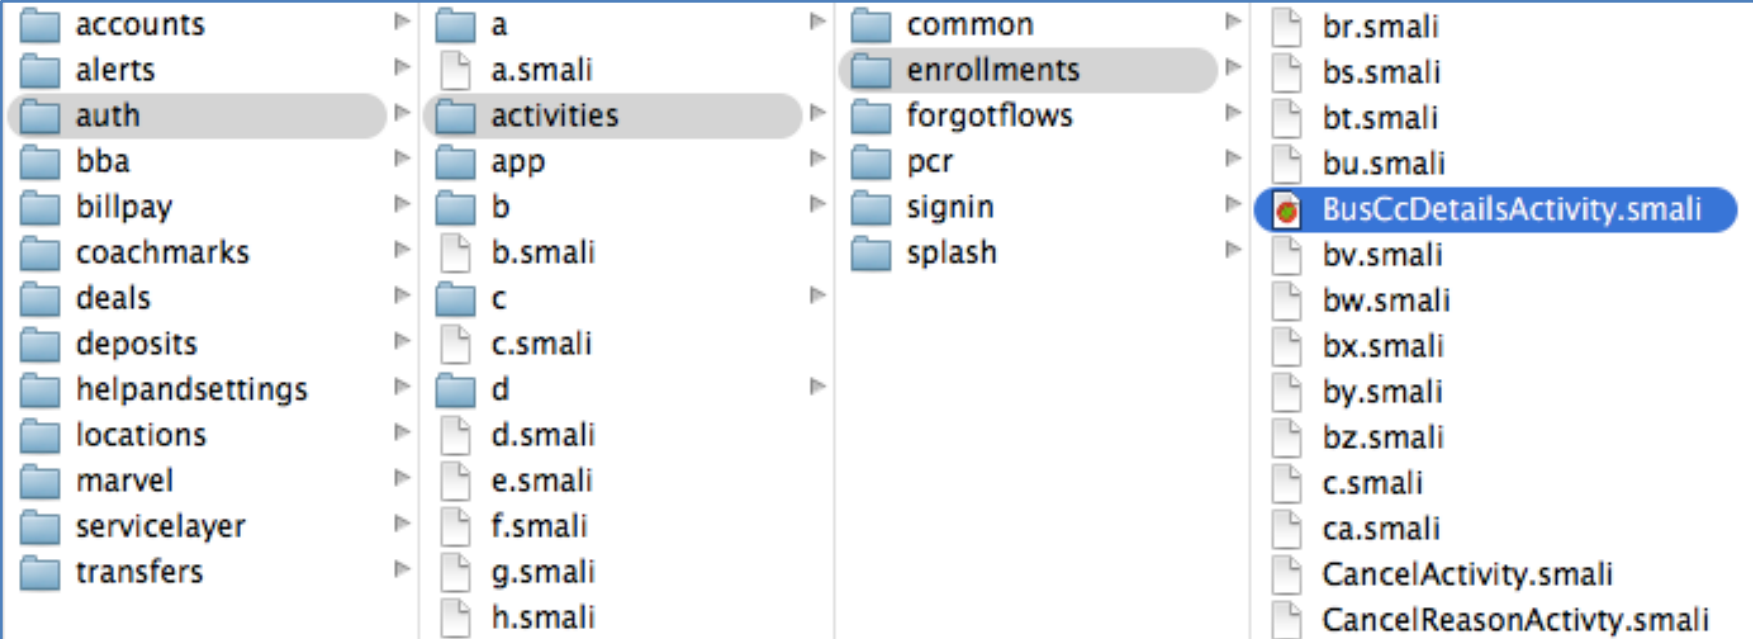 accounts
alerts
auth
bba
billpay
coachmarks
deals
deposits
helpandsettings
locations
marvel
servicelayer
transfers
a
a.smali
activities
app
b
b.smali
c
c.smali
d
d.smali
e.smali
f.smali
g.smali
h.smali
common
enrollments
forgotflows
pcr
signin
splash
br.smali
bs.smali
bt.smali
bu.smali
BusCcDetailsActivity.smali
bv.smali
bw.smali
bx.smali
by.smali
bz.smali
c.smali
ca.smali
CancelActivity.smali
CancelReasonActivty.smali